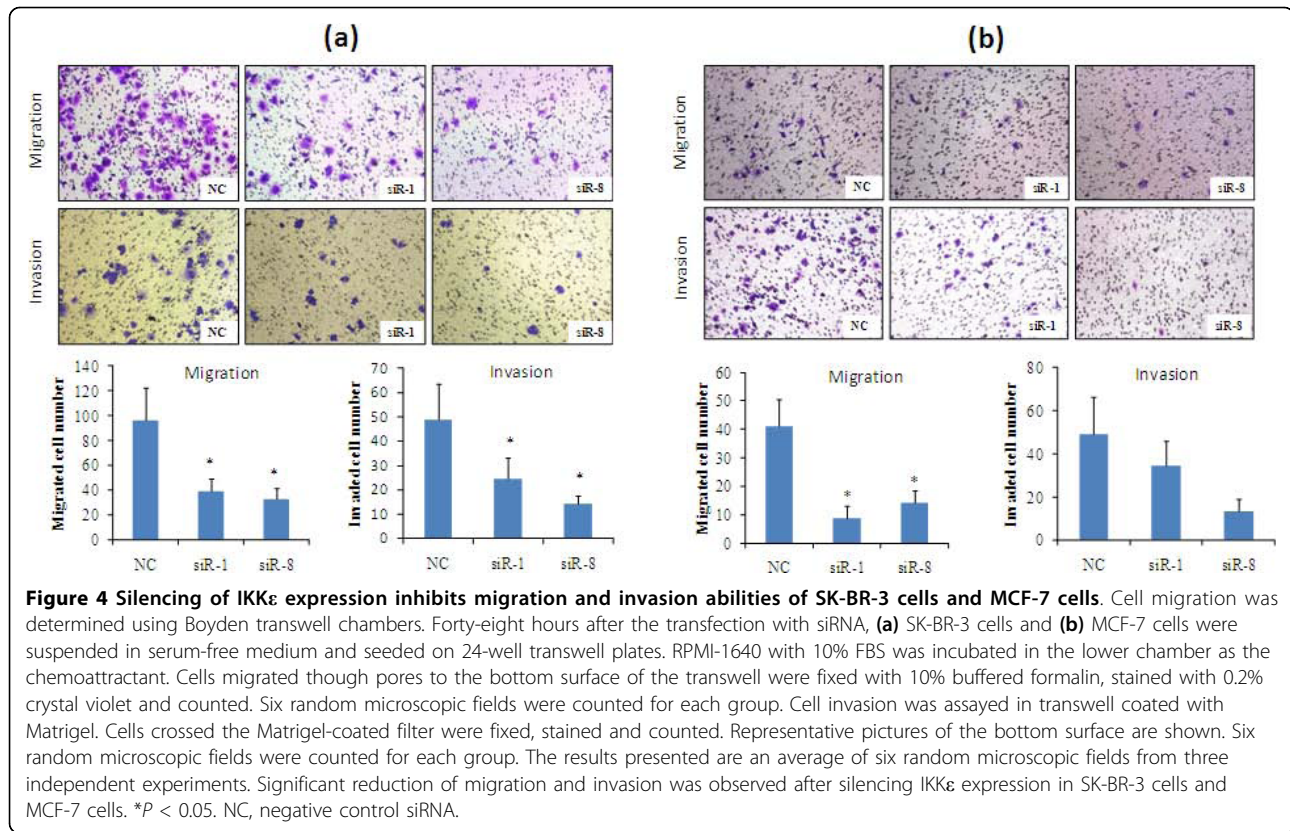 (a)
(b)
Migration
NC
siR-1
siR-8
Invasion
NC
siR-1
siR-8
Migration
NC
siR-1
siR-8
Invasion
NC
siR-1
siR-8
Migration
Migrated cell number
140
120
100
80
60
40
20
0
*
*
NC
siR-1
siR-8
Invasion
Imaded cell number
70
60
50
40
30
20
10
0
*
*
NC
siR-1
siR-8
Migration
Migrated cell number
60
50
40
30
20
10
0
*
*
NC
siR-1
siR-8
Invasion
Imaded cell number
80
60
40
20
0
NC
siR-1
siR-8
Figure 4 Silencing of IKKε expression inhibits migration and invasion abilities of SK-BR-3 cells and MCF-7 cells. Cell migration was
determined using Boyden transwell chambers. Forty-eight hours after the transfection with siRNA, (a) SK-BR-3 cells and (b) MCF-7 cells were
suspended in serum-free medium and seeded on 24-well transwell plates. RPMI-1640 with 10% FBS was incubated in the lower chamber as the
chemoattractant. Cells migrated though pores to the bottom surface of the transwell were fixed with 10% buffered formalin, stained with 0.2%
crystal violet and counted. Six random microscopic fields were counted for each group. Cell invasion was assayed in transwell coated with
Matrigel. Cells crossed the Matrigel-coated filter were fixed, stained and counted. Representative pictures of the bottom surface are shown. Six
random microscopic fields were counted for each group. The results presented are an average of six random microscopic fields from three
independent experiments. Significant reduction of migration and invasion was observed after silencing IKKε expression in SK-BR-3 cells and
MCF-7 cells. *P < 0.05. NC, negative control siRNA.